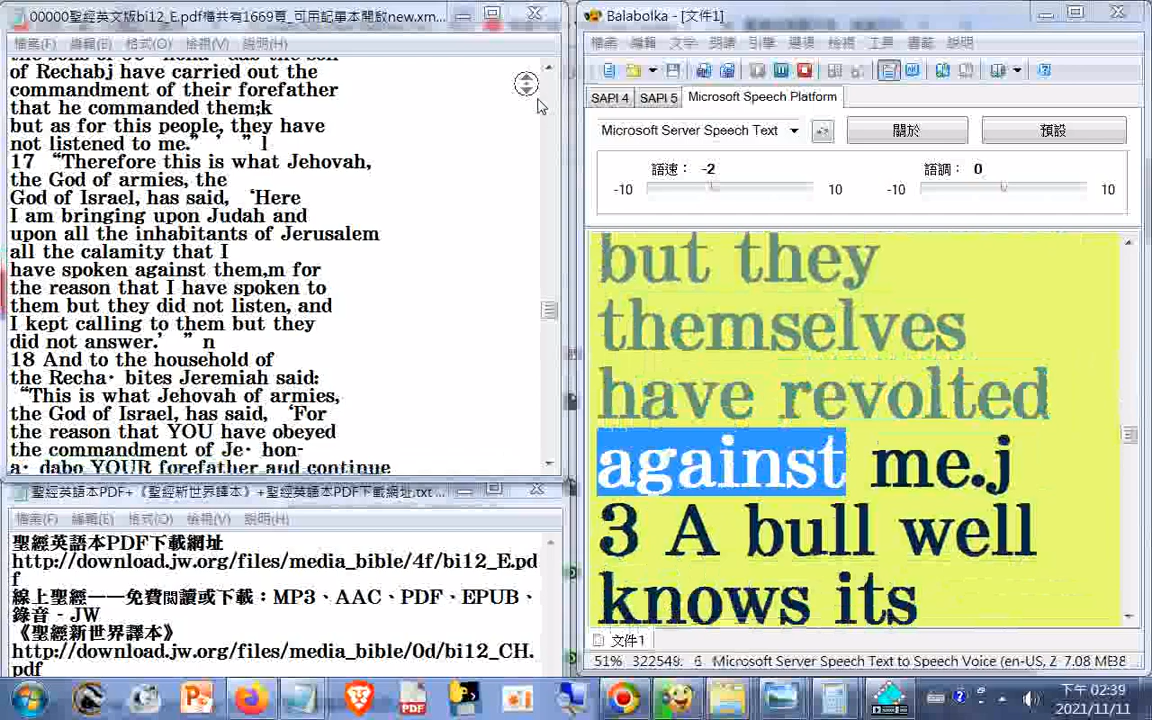 00000聖經英文版bi12_E.pdf檔共有1669頁_可用記事本開啟new.xm...
檔案(F) 編輯(E) 格式(O) 檢視(V) 說明(H)
of Rechabj have carried out the
commandment of their forefather
that he commanded them;k
but as for this people, they have
not listened to me.” ’ ”l
17 “Therefore this is what Jehovah,
the God of armies, the
God of Israel, has said, ‘Here
I am bringing upon Judah and
upon all the inhabitants of Jerusalem
all the calamity that I
have spoken against them,m for
the reason that I have spoken to
them but they did not listen, and
I kept calling to them but they
did not answer.’ ”n
18 And to the household of
the Recha· bites Jeremiah said:
“This is what Jehovah of armies,
the God of Israel, has said, ‘For
the reason that YOU have obeyed
the commandment of Je· hon-
a· dabo YOUR forefather and continue
聖經英語本PDF+《聖經新世界譯本》+聖經英語本PDF下載網址.txt ...
檔案(F) 編輯(E) 格式(O) 檢視(V) 說明(H)
聖經英語本PDF下載網址
http://download.jw.org/files/media_bible/4f/bi12_E.pd
f
線上聖經──免費閱讀或下載：MP3、AAC、PDF、EPUB、
錄音 - JW
《聖經新世界譯本》
http://download.jw.org/files/media_bible/0d/bi12_CH.
pdf
Balabolka - [文件1]
檔案 編輯 文字 朗讀 引擎 選項 檢視 工具 書籤 說明
SAPI 4 SAPI 5 Microsoft Speech Platform
Microsoft Server Speech Text 關於 預設
語速： -2 語調： 0
-10 10 -10 10
but they
themselves
have revolted
against me.j
3 A bull well
knows its
文件1
51% 322549. 6 Microsoft Server Speech Text to Speech Voice (en-US, Z 7.08 MB
PDF
下午 02:39
2021/11/11